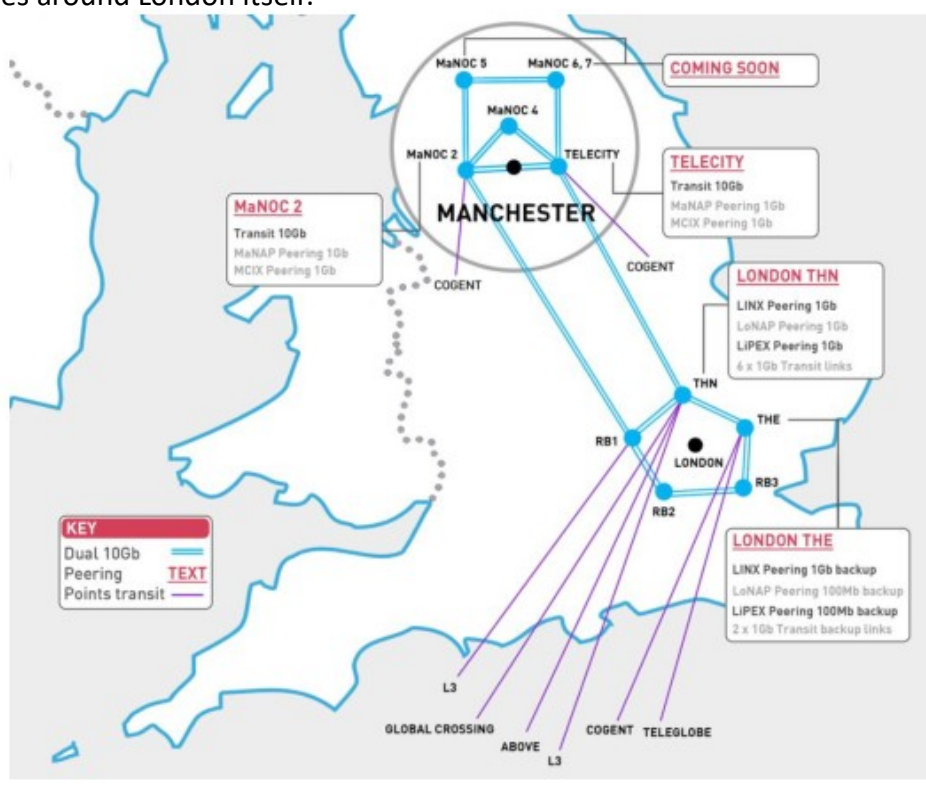 es around London itself.
MaNOC 5
MaNOC 6, 7
COMING SOON
MaNOC 4
MaNOC 2
TELECITY
TELECITY
Transit 10Gb
MaNAP Peering 1Gb
MCIX Peering 1Gb
MaNOC 2
Transit 10Gb
MaNAP Peering 1Gb
MCIX Peering 1Gb
MANCHESTER
COGENT
COGENT
LONDON THN
LINX Peering 1Gb
LoNAP Peering 1Gb
LiPEX Peering 1Gb
6 x 1Gb Transit links
THN
THE
RB1
LONDON
RB3
RB2
KEY
Dual 10Gb
Peering TEXT
Points transit
LONDON THE
LINX Peering 1Gb backup
LoNAP Peering 100Mb backup
LiPEX Peering 100Mb backup
2 x 1Gb Transit backup links
L3
GLOBAL CROSSING
ABOVE
L3
COGENT
TELEGLOBE